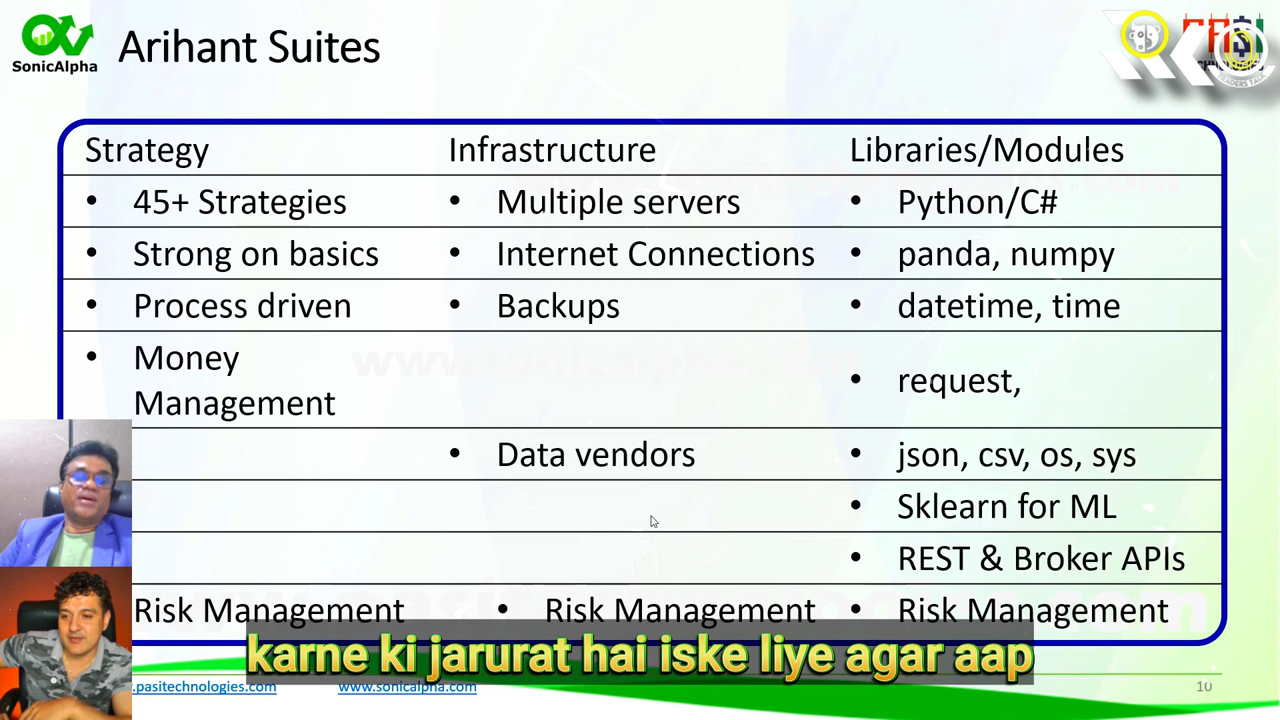 SonicAlpha
Arihant Suites
TRADERS TALK
Strategy Infrastructure Libraries/Modules
• 45+ Strategies • Multiple servers • Python/C#
• Strong on basics • Internet Connections • panda, numpy
• Process driven • Backups • datetime, time
• Money
Management
• request,
• Data vendors • json, csv, os, sys
• Sklearn for ML
• REST & Broker APIs
Risk Management • Risk Management • Risk Management
karne ki jarurat hai iske liye agar aap
.pasitechnologies.com www.sonicalpha.com 10